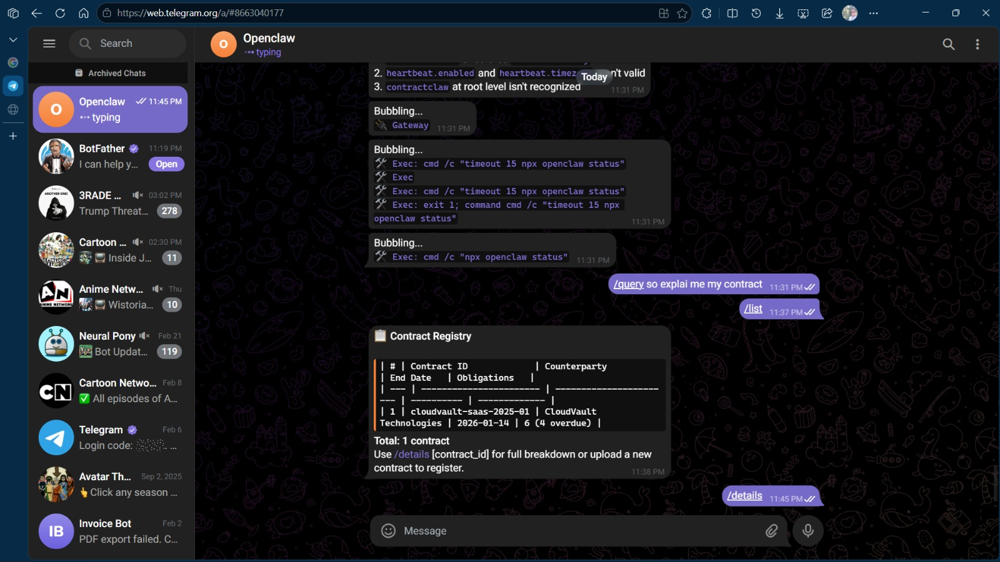 https://web.telegram.org/a/#8663040177
Search
Archived Chats
O
Openclaw
11:45 PM
typing
BotFather
11:19 PM
I can help y...
Open
ANOTHER ONE!
3RADE ...
03:02 PM
Trump Threat...
278
Cartoon ...
02:30 PM
Inside J...
11
AN
ANIME NETWORK
Anime Netw...
Thu
Wistoria...
10
Neural Pony
Feb 21
Bot Updat...
119
CN
Cartoon Netwo...
Feb 8
✅ All episodes of A...
Telegram
Feb 6
Login code:
...
Avatar Th...
Sep 2, 2025
👆Click any season ...
IB
Invoice Bot
Feb 2
PDF export failed. C...
O
Openclaw
typing
Today
2. heartbeat.enabled and heartbeat.timez n't valid
3. contractclaw at root level isn't recognized
11:31 PM
Bubbling...
Gateway
11:31 PM
Bubbling...
🛠️ Exec: cmd /c "timeout 15 npx openclaw status"
🛠️ Exec
🛠️ Exec: cmd /c "timeout 15 npx openclaw status"
🛠️ Exec: exit 1; command cmd /c "timeout 15 npx
openclaw status"
11:31 PM
Bubbling...
🛠️ Exec: cmd /c "npx openclaw status"
11:31 PM
/query so explai me my contract
11:31 PM
/list
11:37 PM
📋 Contract Registry
| # | Contract ID | Counterparty
| End Date | Obligations |
| --- | ----------------------- | --------------------
--- | ---------- | ------------- |
| 1 | cloudvault-saas-2025-01 | CloudVault
Technologies | 2026-01-14 | 6 (4 overdue) |
Total: 1 contract
Use /details [contract_id] for full breakdown or upload a new
contract to register.
11:38 PM
/details
11:45 PM
Message